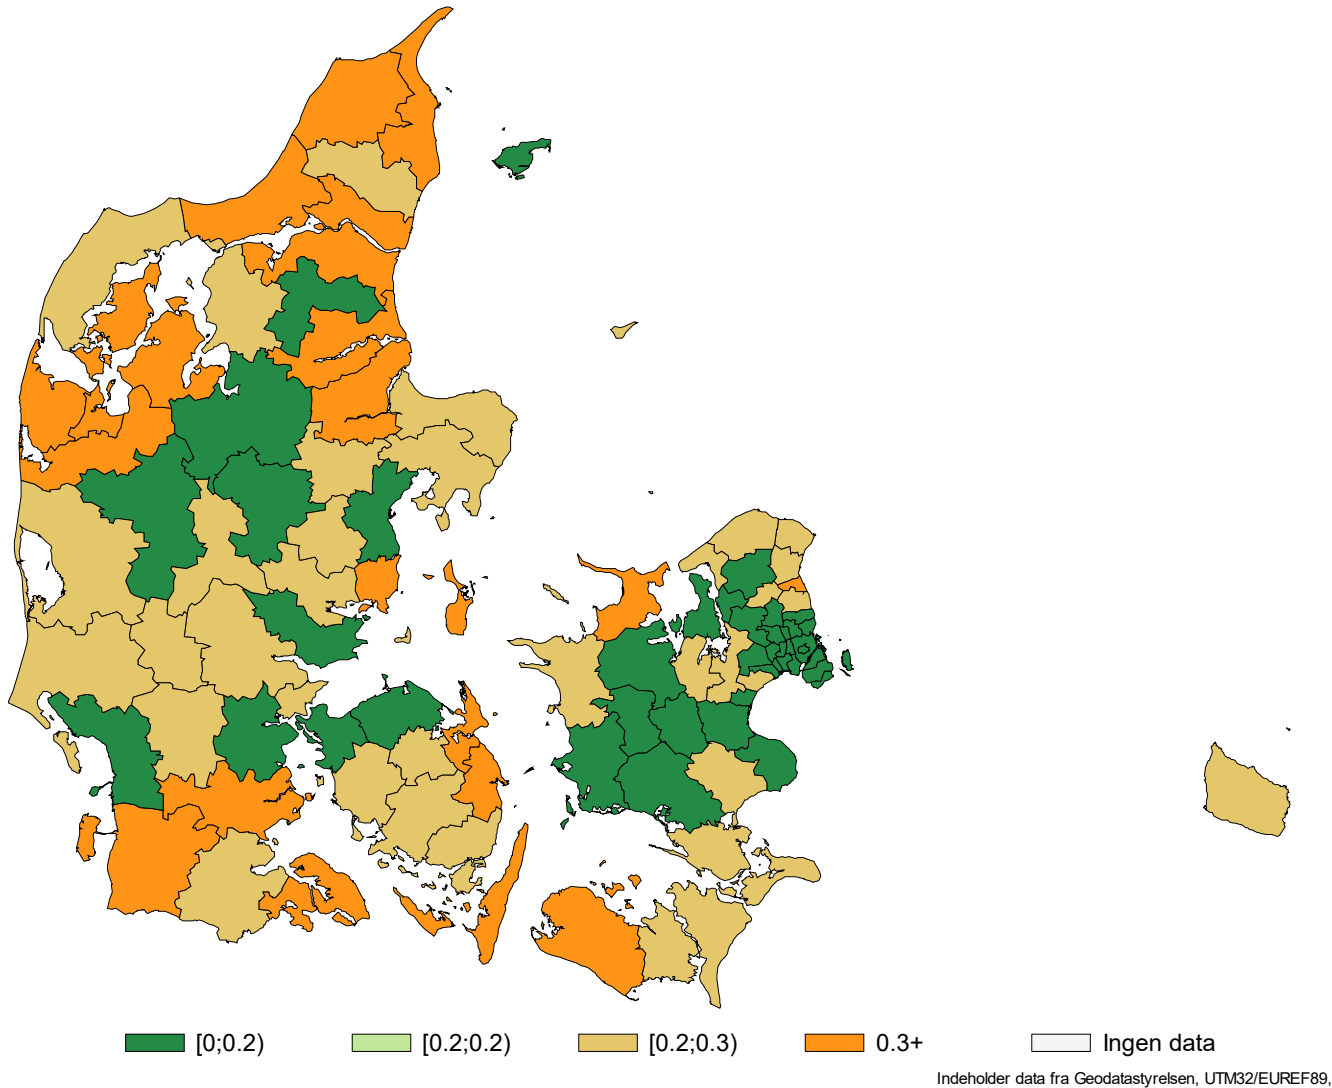 [0;0.2) [0.2;0.2) [0.2;0.3) 0.3+ Ingen data
Indeholder data fra Geodatastyrelsen, UTM32/EUREF89,